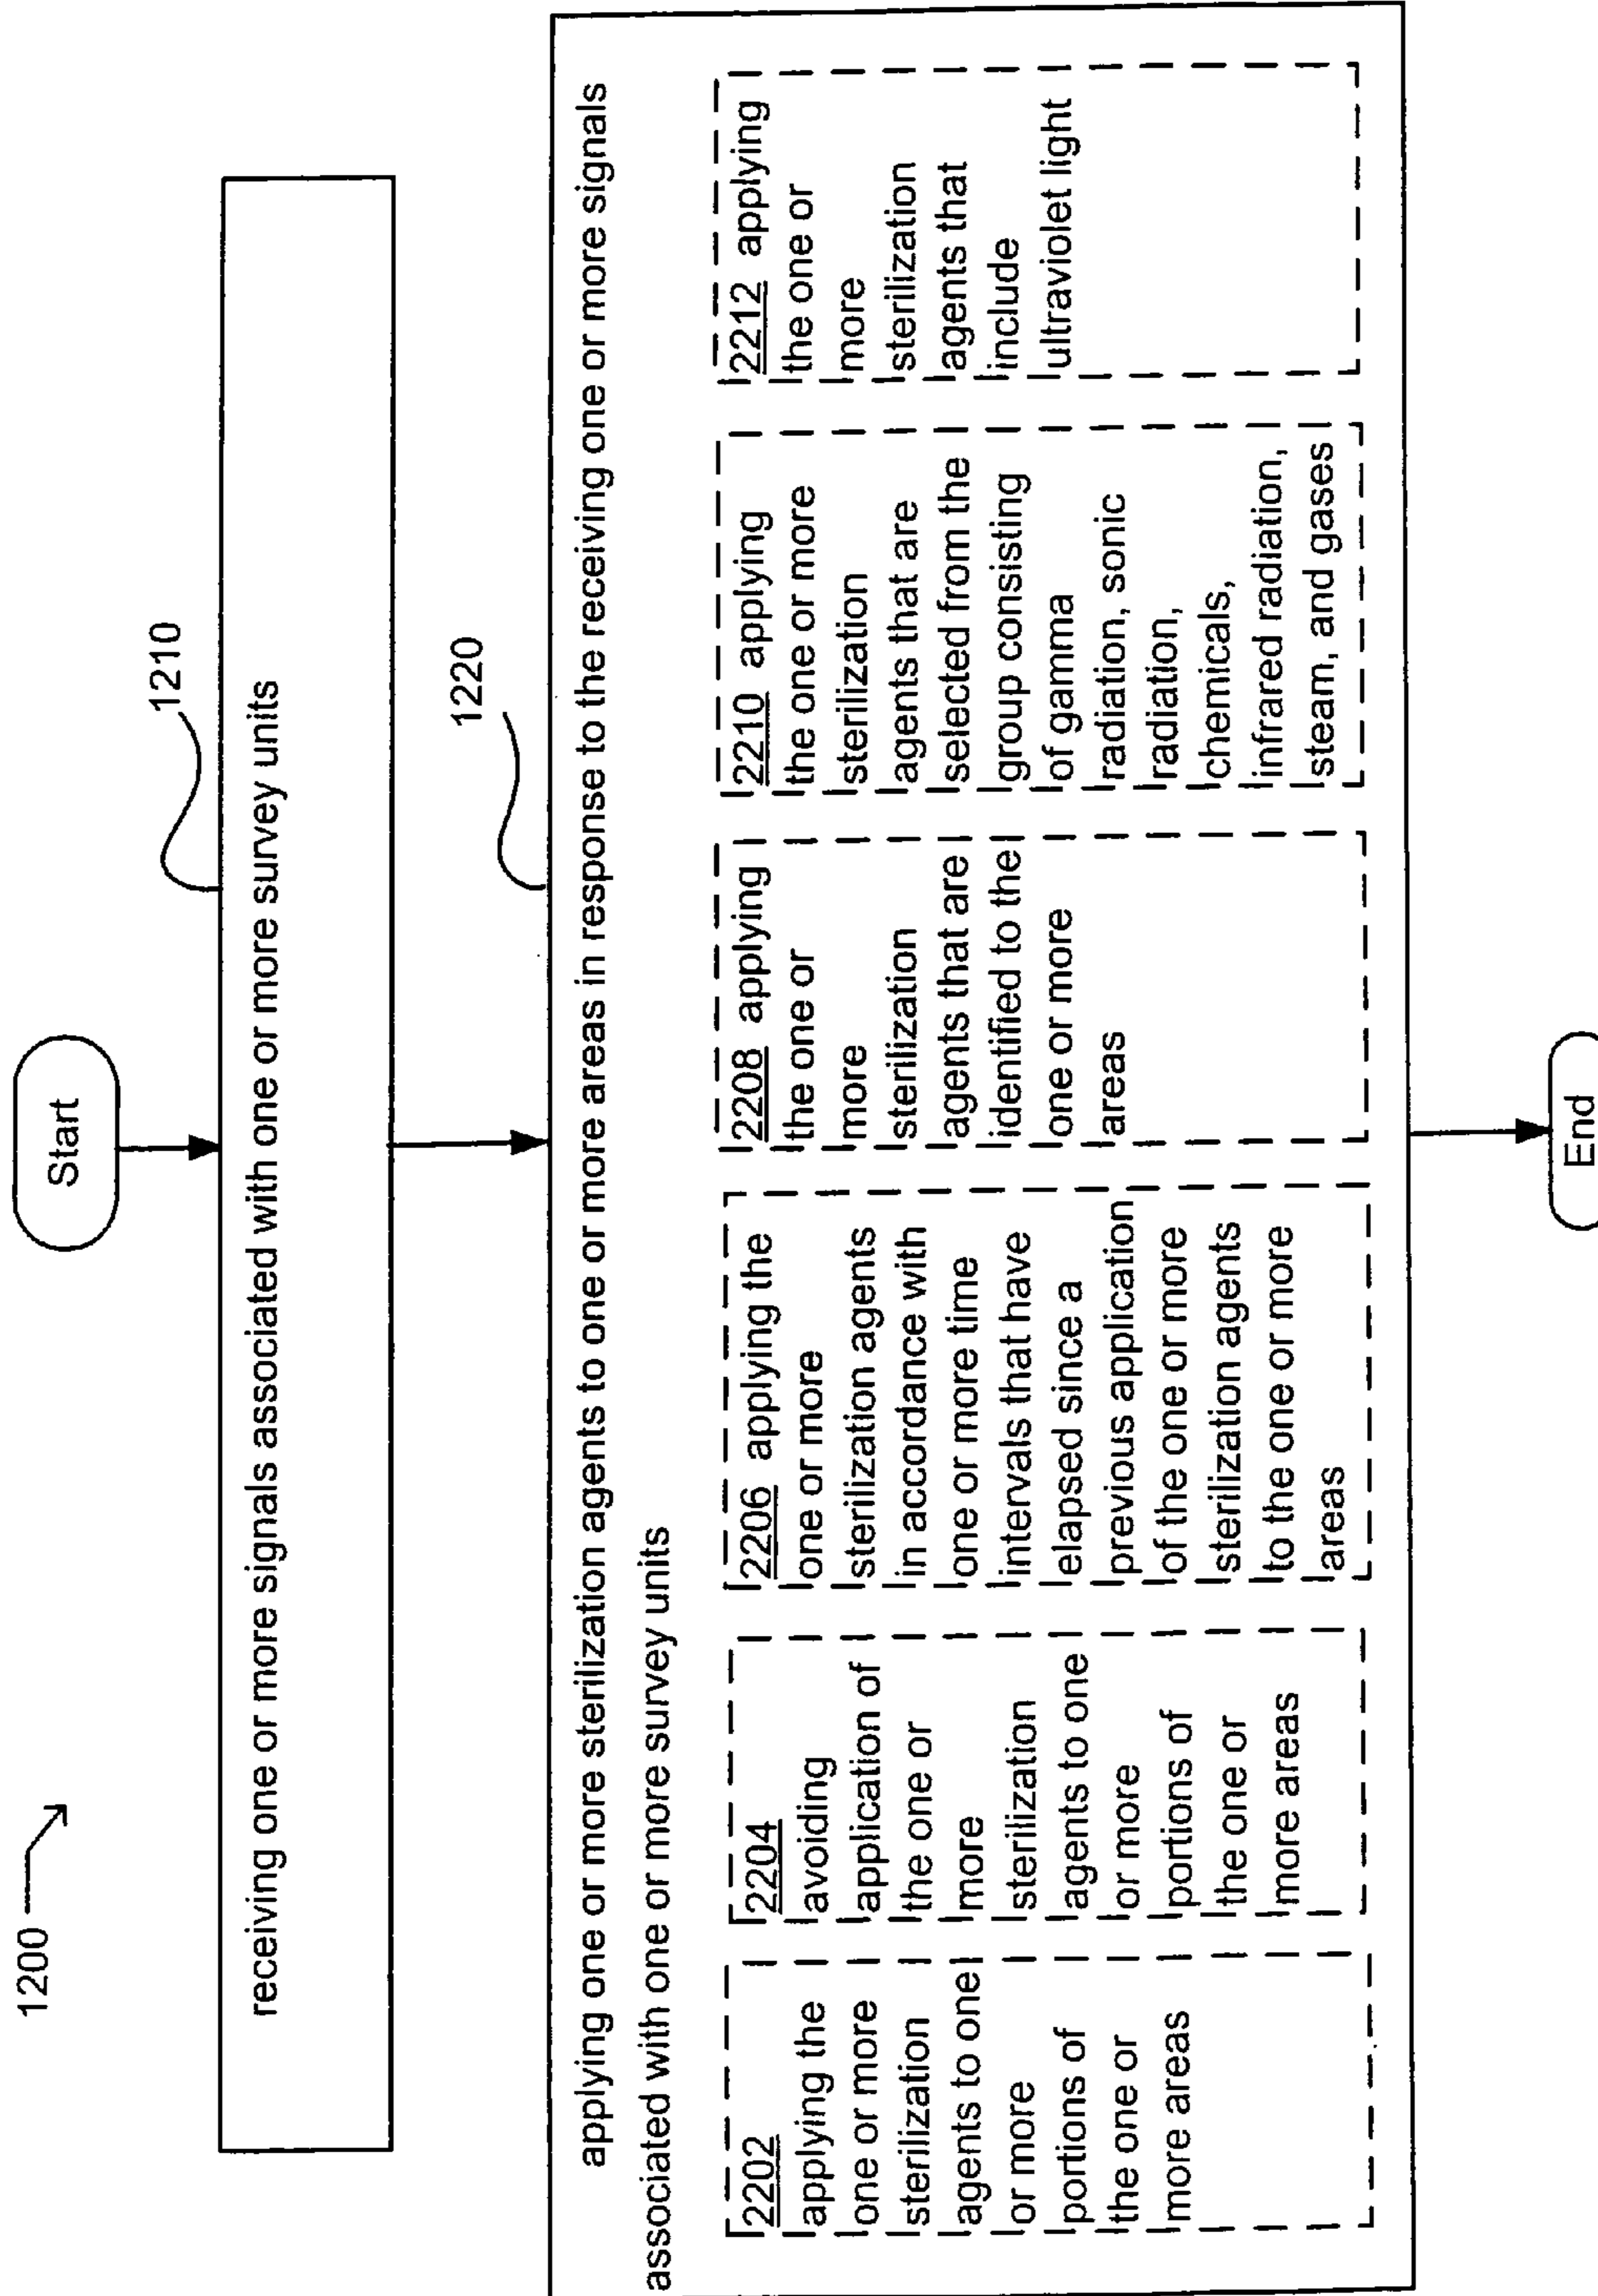 1200
Start
1210
receiving one or more signals associated with one or more survey units
1220
applying one or more sterilization agents to one or more areas in response to the receiving one or more signals
associated with one or more survey units
2202
applying the
one or more
sterilization
agents to one
or more
portions of
the one or
more areas
2204
avoiding
application of
the one or
more
sterilization
agents to one
or more
portions of
the one or
more areas
2206 applying the
one or more
sterilization agents
in accordance with
one or more time
intervals that have
elapsed since a
previous application
of the one or more
sterilization agents
to the one or more
areas
2208 applying
the one or
more
sterilization
agents that are
identified to the
one or more
areas
2210 applying
the one or more
sterilization
agents that are
selected from the
group consisting
of gamma
radiation, sonic
radiation,
chemicals,
infrared radiation,
steam, and gases
2212 applying
the one or
more
sterilization
agents that
include
ultraviolet light
End